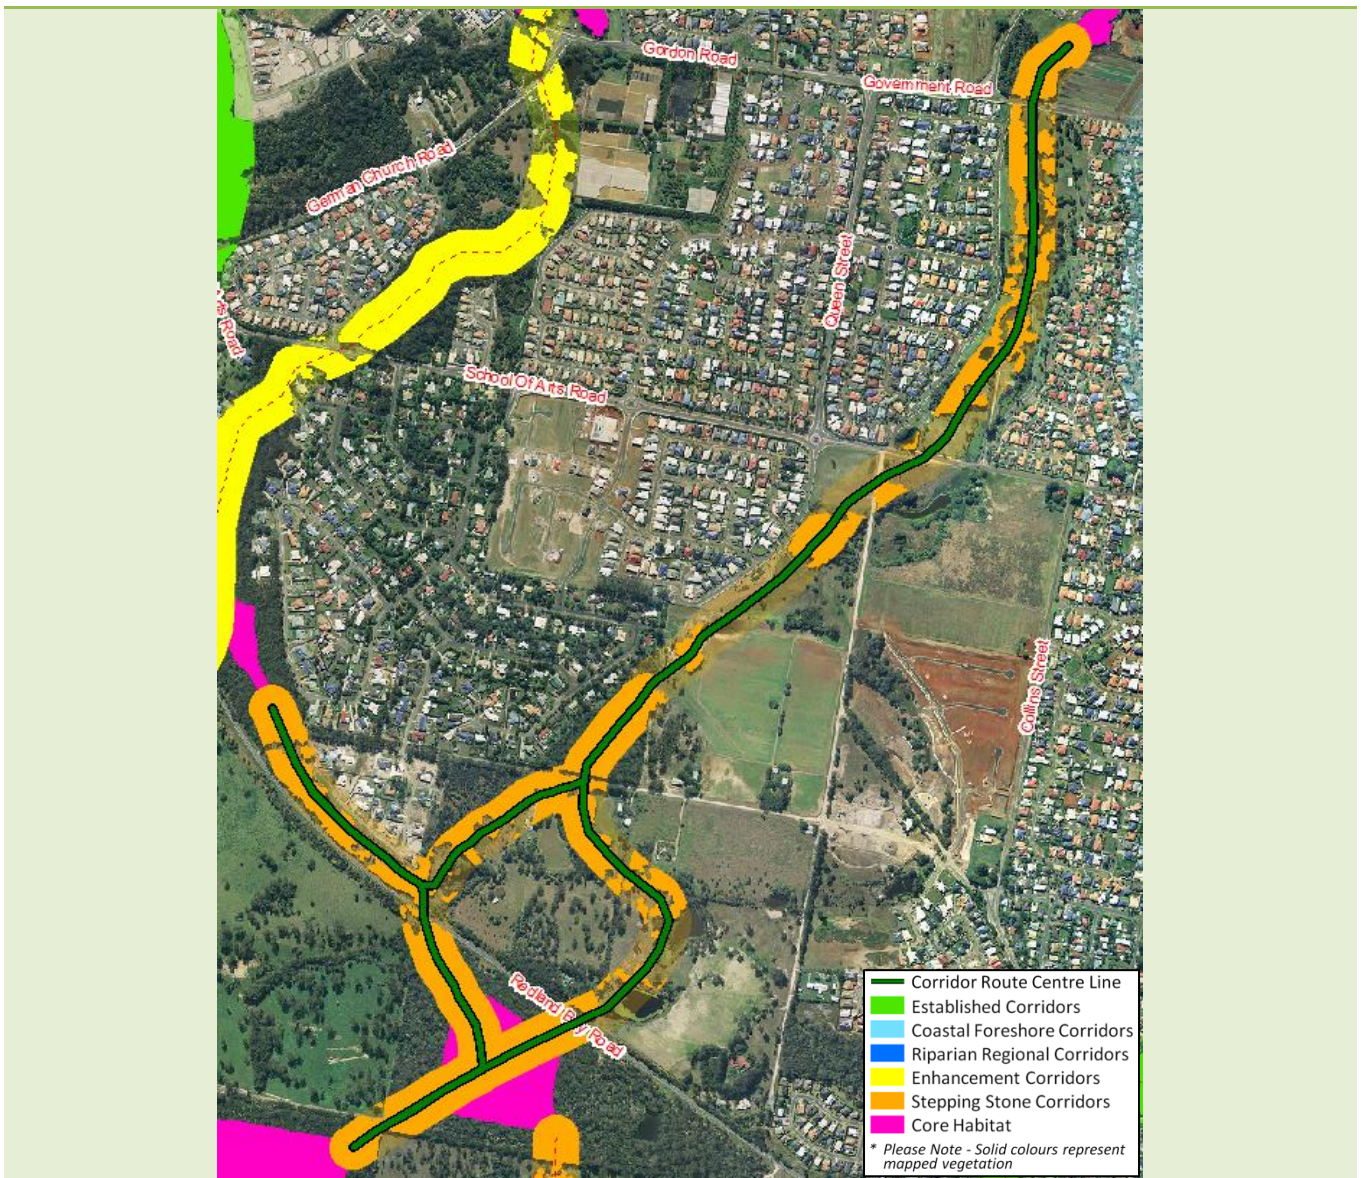 Gordon Road
Government Road
German Church Road
Queen Street
Road
School Of Arts Road
Collins Street
Redland Bay Road
Corridor Route Centre Line
Established Corridors
Coastal Foreshore Corridors
Riparian Regional Corridors
Enhancement Corridors
Stepping Stone Corridors
Core Habitat
* Please Note - Solid colours represent
mapped vegetation